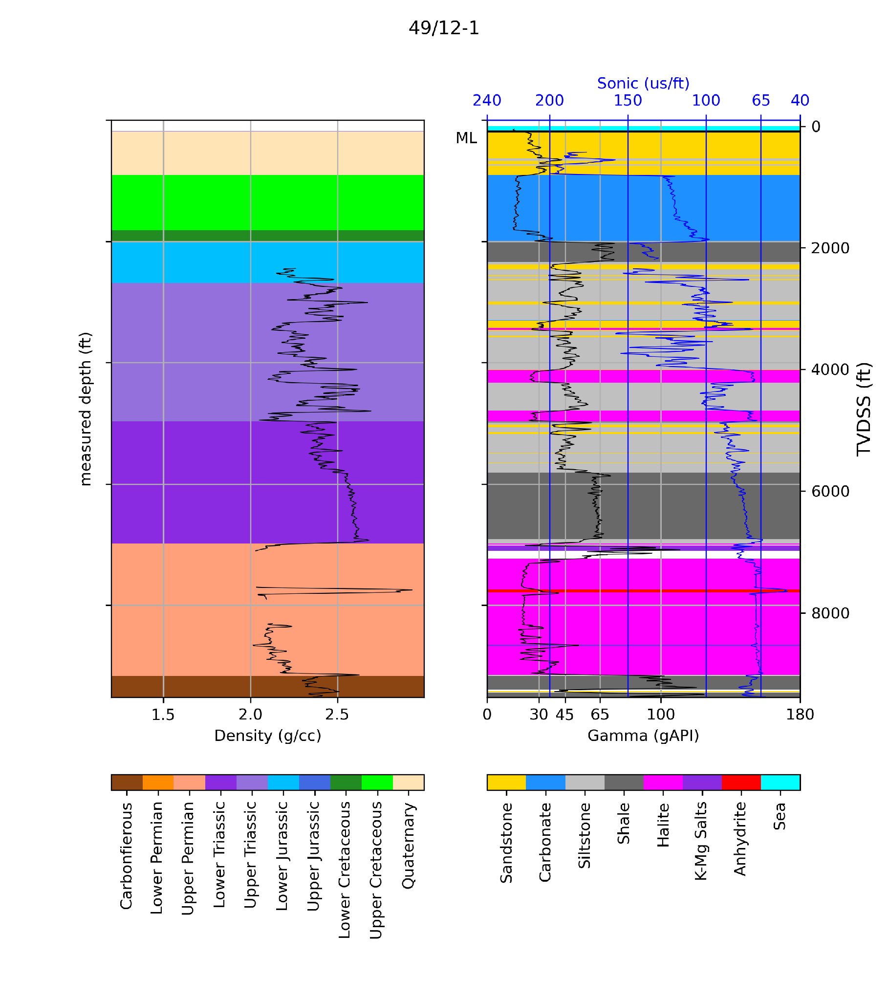 49/12-1
Sonic (us/ft)
240 200 150 100 65 40
ML
measured depth (ft)
0
2000
4000
6000
8000
TVDSS (ft)
1.5 2.0 2.5
Density (g/cc)
0 30 45 65 100 180
Gamma (gAPI)
Carbonfierous
Lower Permian
Upper Permian
Lower Triassic
Upper Triassic
Lower Jurassic
Upper Jurassic
Lower Cretaceous
Upper Cretaceous
Quaternary
Sandstone
Carbonate
Siltstone
Shale
Halite
K-Mg Salts
Anhydrite
Sea